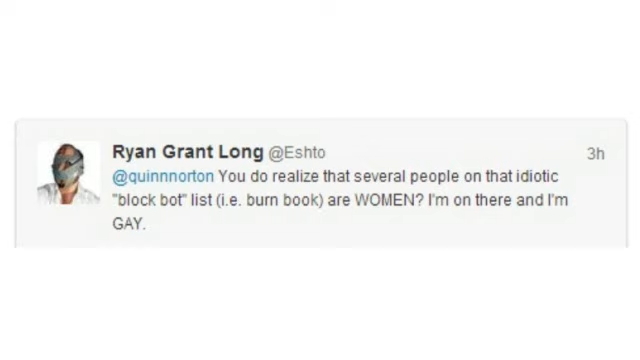 Ryan Grant Long @Eshto 3h
@quinnnorton You do realize that several people on that idiotic
"block bot" list (i.e. burn book) are WOMEN? I'm on there and I'm
GAY.